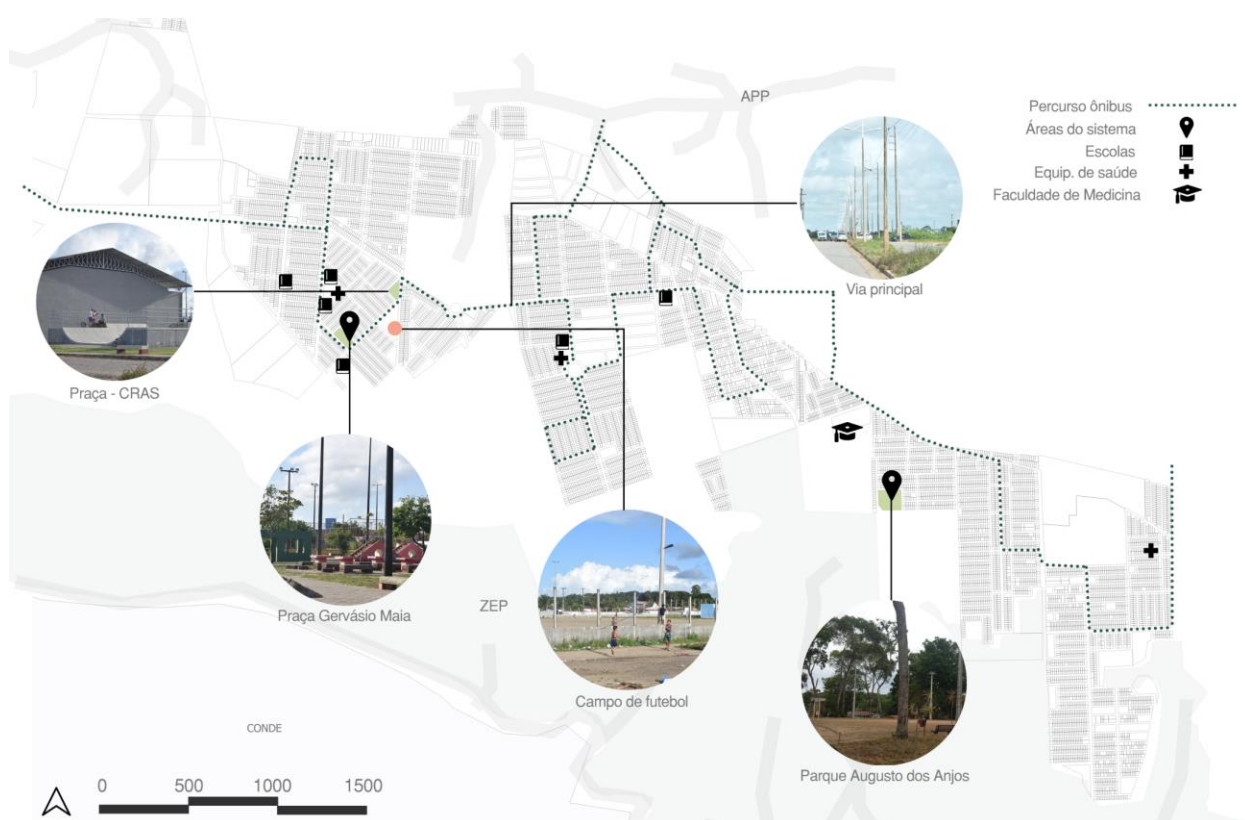 APP
Percurso ônibus
Áreas do sistema
Escolas
Equip. de saúde
Faculdade de Medicina
Via principal
Praça - CRAS
Praça Gervásio Maia
ZEP
Campo de futebol
CONDE
Parque Augusto dos Anjos
0 500 1000 1500